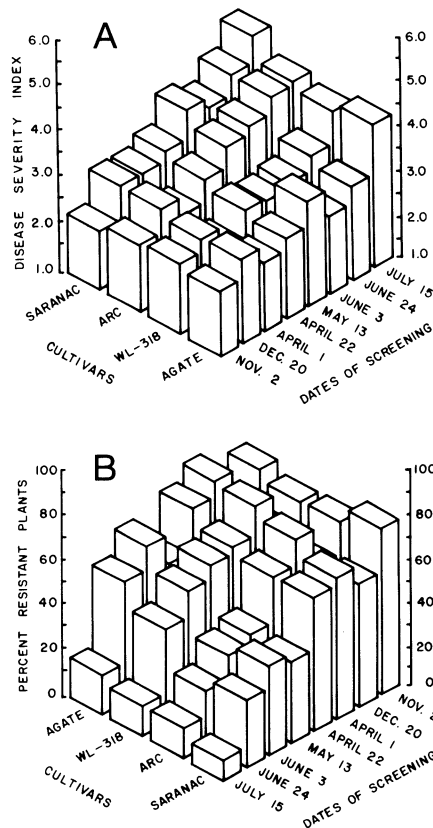 A
DISEASE SEVERITY INDEX
6.0
5.0
4.0
3.0
2.0
1.0
6.0
5.0
4.0
3.0
2.0
1.0
SARANAC
ARC
WL-318
AGATE
CULTIVARS
NOV. 2
DEC. 20
APRIL 1
APRIL 22
MAY 13
JUNE 3
JUNE 24
JULY 15
DATES OF SCREENING
B
PERCENT RESISTANT PLANTS
100
80
60
40
20
0
100
80
60
40
20
0
AGATE
WL-318
ARC
SARANAC
CULTIVARS
JULY 15
JUNE 24
JUNE 3
MAY 13
APRIL 22
APRIL 1
DEC. 20
NOV.
DATES OF SCREENING